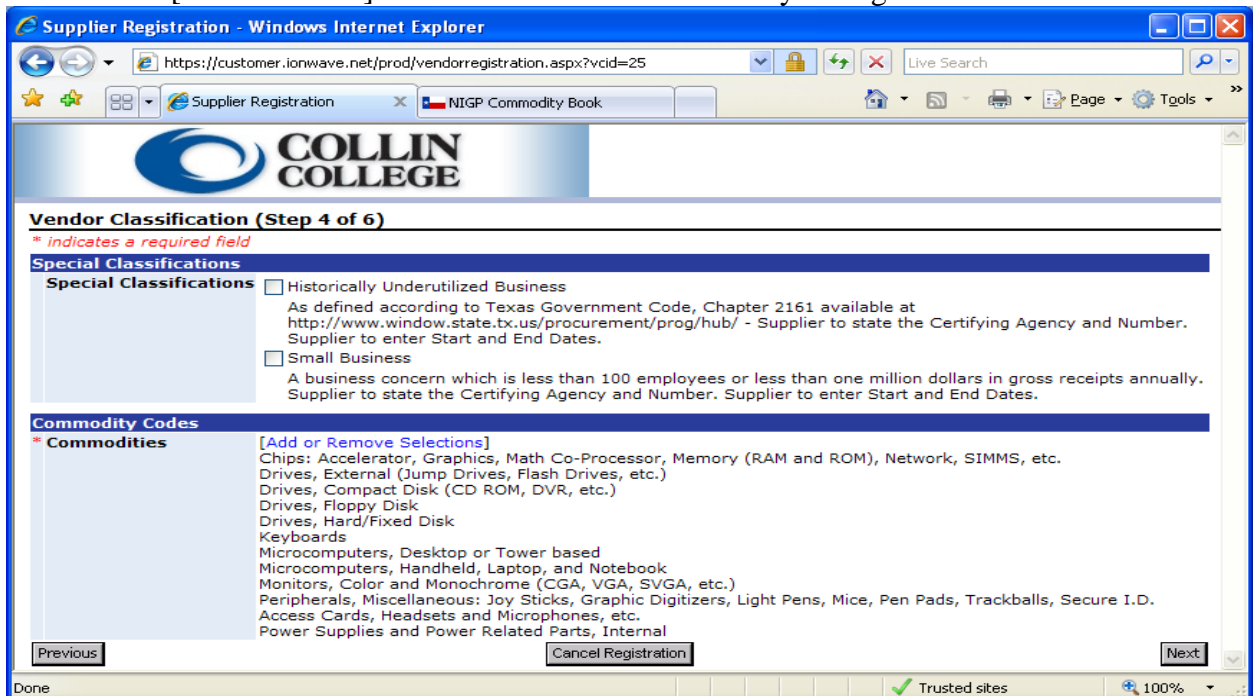 Supplier Registration - Windows Internet Explorer
https://customer.ionwave.net/prod/vendorregistration.aspx?vcid=25
Live Search
Supplier Registration
NIGP Commodity Book
Page
Tools
COLLIN
COLLEGE
Vendor Classification (Step 4 of 6)
* indicates a required field
Special Classifications
Special Classifications
Historically Underutilized Business
As defined according to Texas Government Code, Chapter 2161 available at
http://www.window.state.tx.us/procurement/prog/hub/ - Supplier to state the Certifying Agency and Number.
Supplier to enter Start and End Dates.
Small Business
A business concern which is less than 100 employees or less than one million dollars in gross receipts annually.
Supplier to state the Certifying Agency and Number. Supplier to enter Start and End Dates.
Commodity Codes
* Commodities
[Add or Remove Selections]
Chips: Accelerator, Graphics, Math Co-Processor, Memory (RAM and ROM), Network, SIMMS, etc.
Drives, External (Jump Drives, Flash Drives, etc.)
Drives, Compact Disk (CD ROM, DVR, etc.)
Drives, Floppy Disk
Drives, Hard/Fixed Disk
Keyboards
Microcomputers, Desktop or Tower based
Microcomputers, Handheld, Laptop, and Notebook
Monitors, Color and Monochrome (CGA, VGA, SVGA, etc.)
Peripherals, Miscellaneous: Joy Sticks, Graphic Digitizers, Light Pens, Mice, Pen Pads, Trackballs, Secure I.D.
Access Cards, Headsets and Microphones, etc.
Power Supplies and Power Related Parts, Internal
Previous
Cancel Registration
Next
Done
Trusted sites
100%